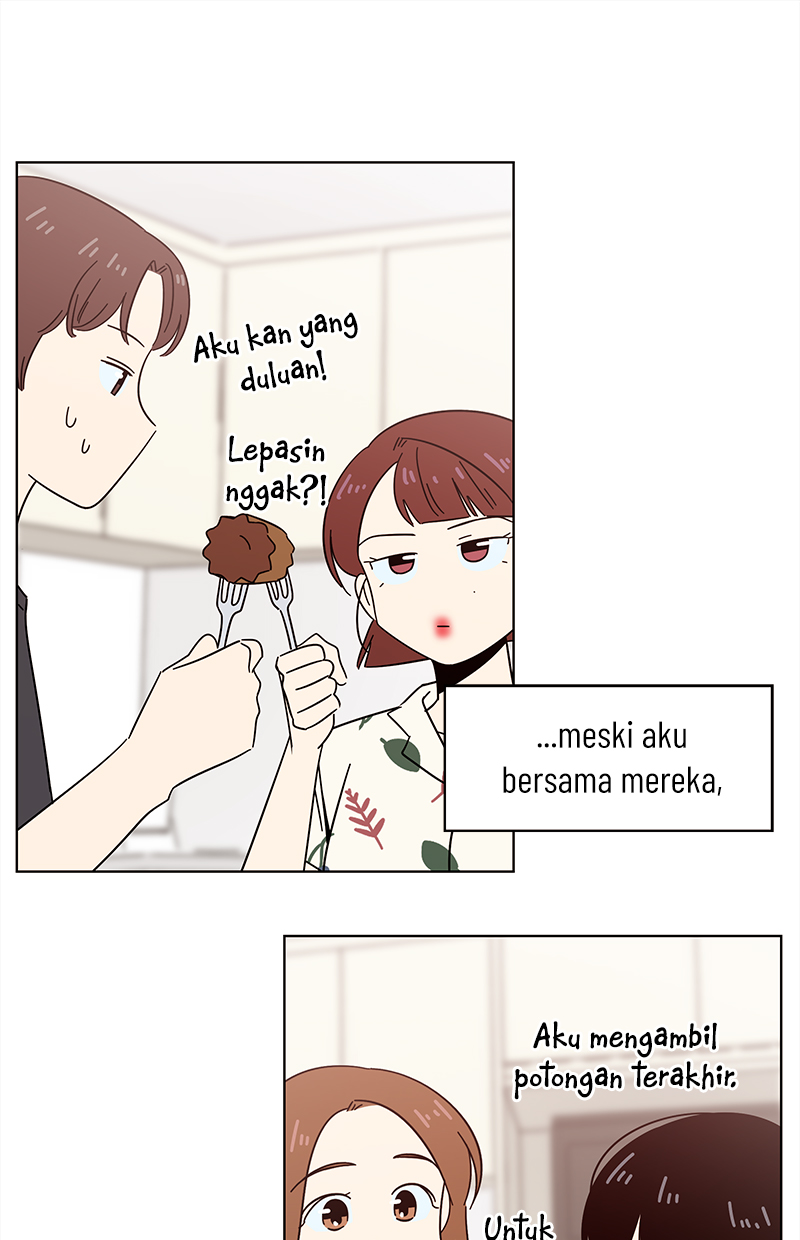 Aku kan yang
duluan!
Lepasin
nggak?!
...meski aku
bersama mereka,
Aku mengambil
potongan terakhir.
Untuk